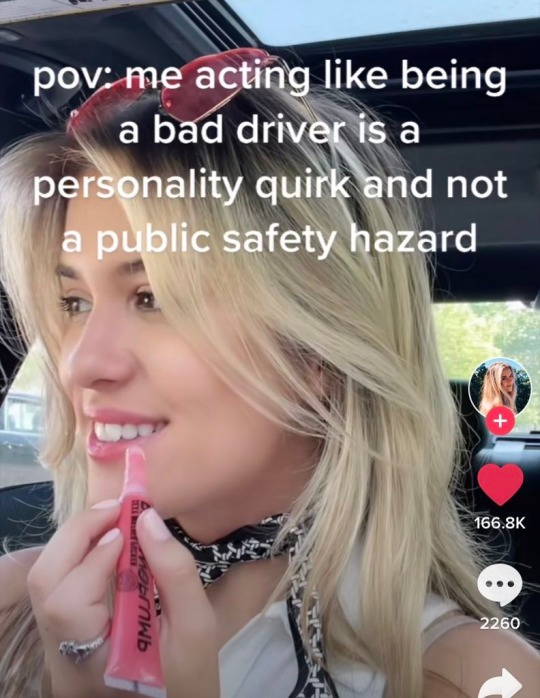 pov: me acting like being
a bad driver is a
personality quirk and not
a public safety hazard
166.8K
2260